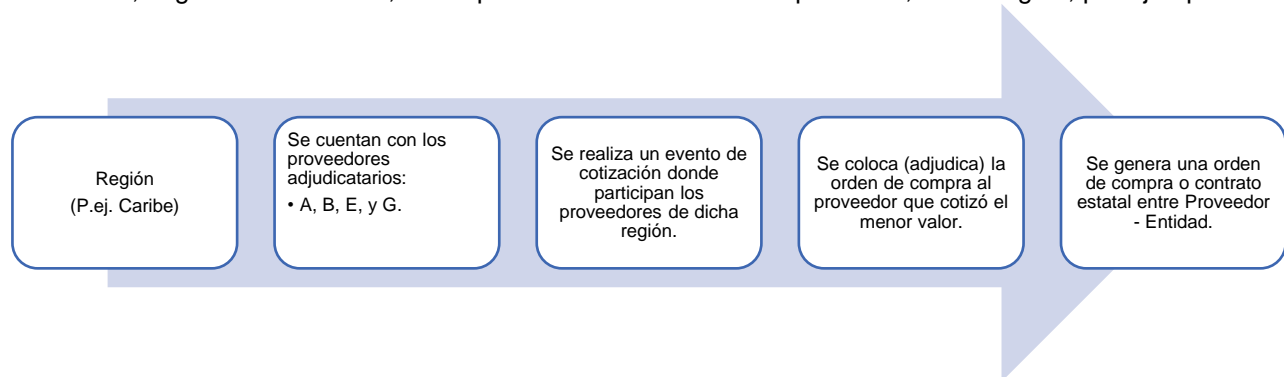 Región
(P.ej. Caribe)
Se cuentan con los
proveedores
adjudicatarios:
• A, B, E, y G.
Se realiza un evento de
cotización donde
participan los
proveedores de dicha
región.
Se coloca (adjudica) la
orden de compra al
proveedor que cotizó el
menor valor.
Se genera una orden
de compra o contrato
estatal entre Proveedor
- Entidad.